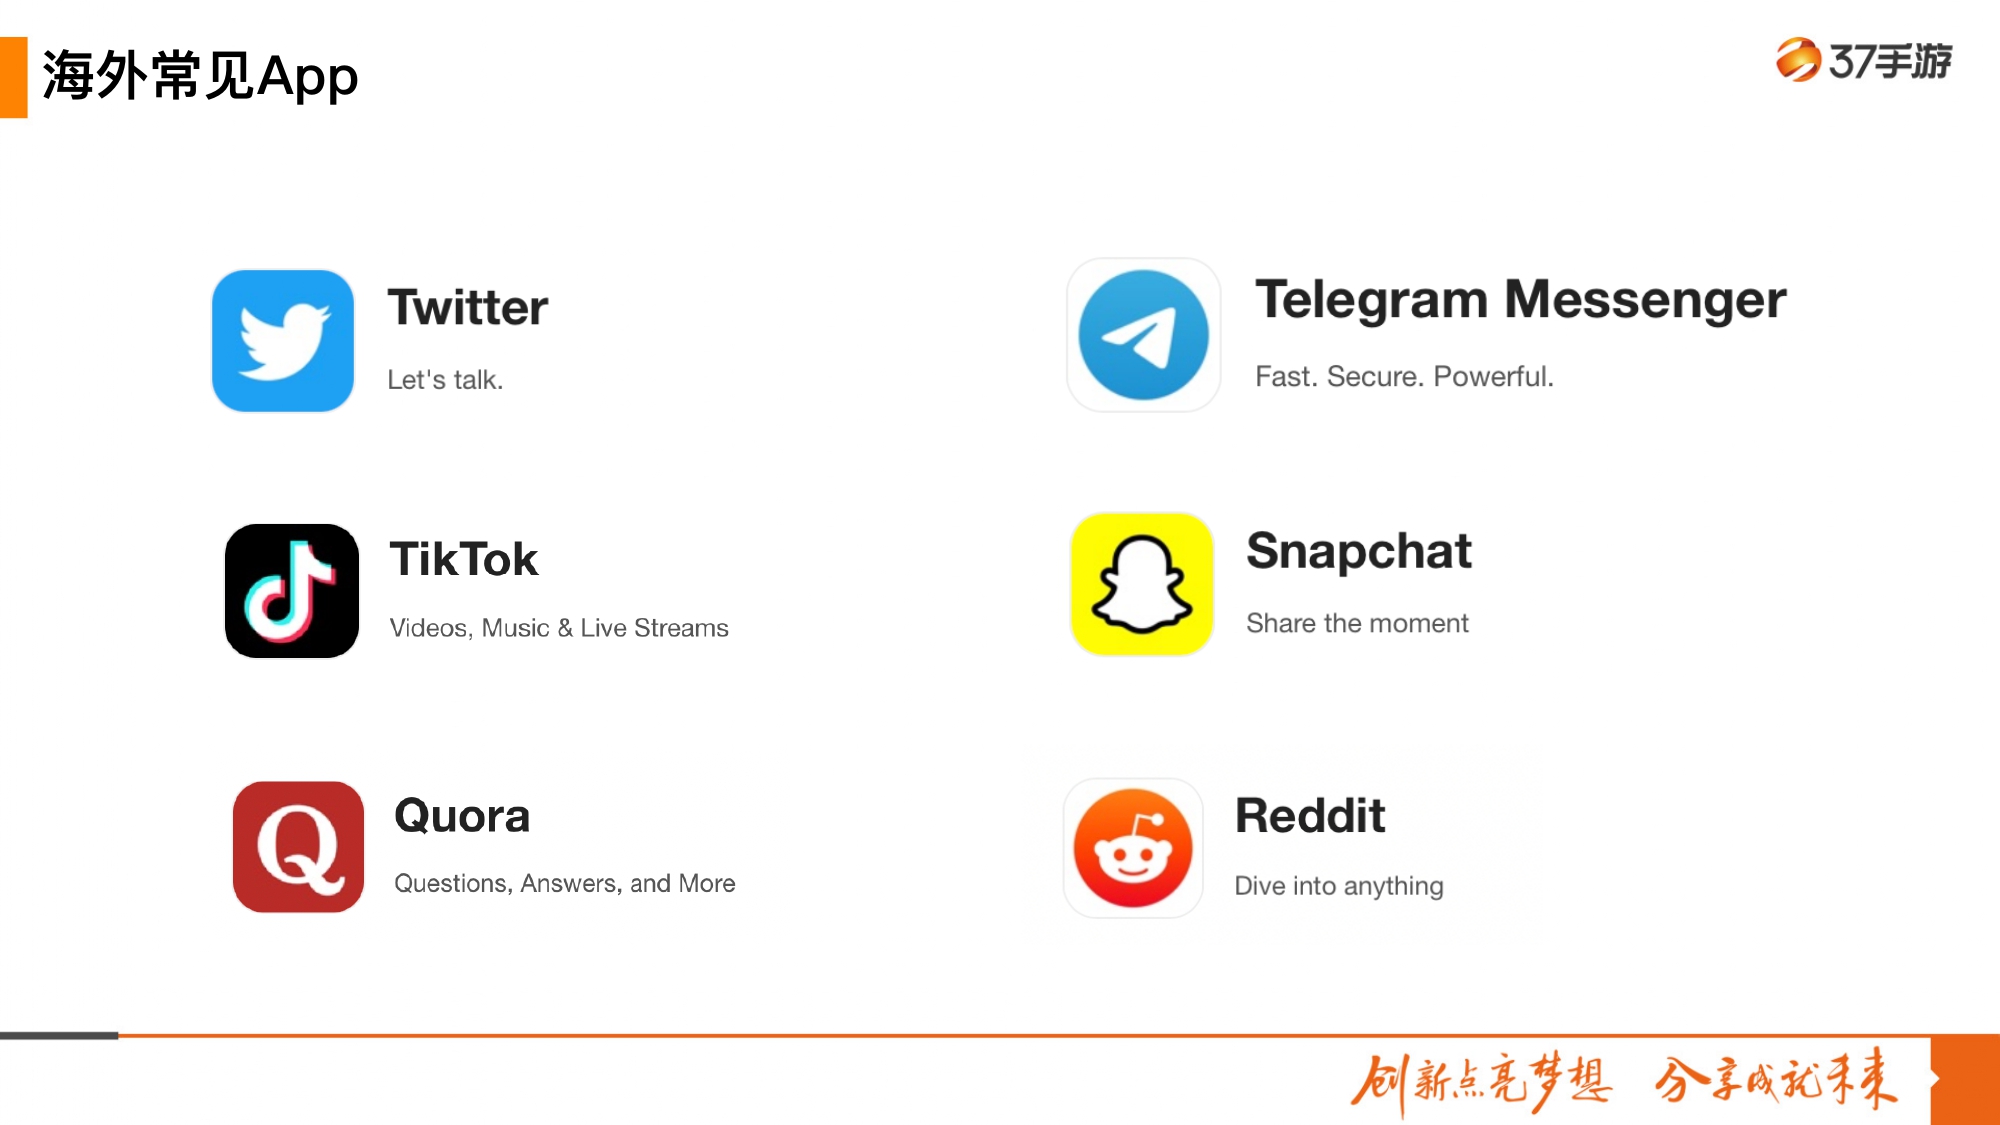 海外常见App
37手游
Twitter
Let's talk.
Telegram Messenger
Fast. Secure. Powerful.
TikTok
Videos, Music & Live Streams
Snapchat
Share the moment
Quora
Questions, Answers, and More
Reddit
Dive into anything
创新点亮梦想 分享成就未来